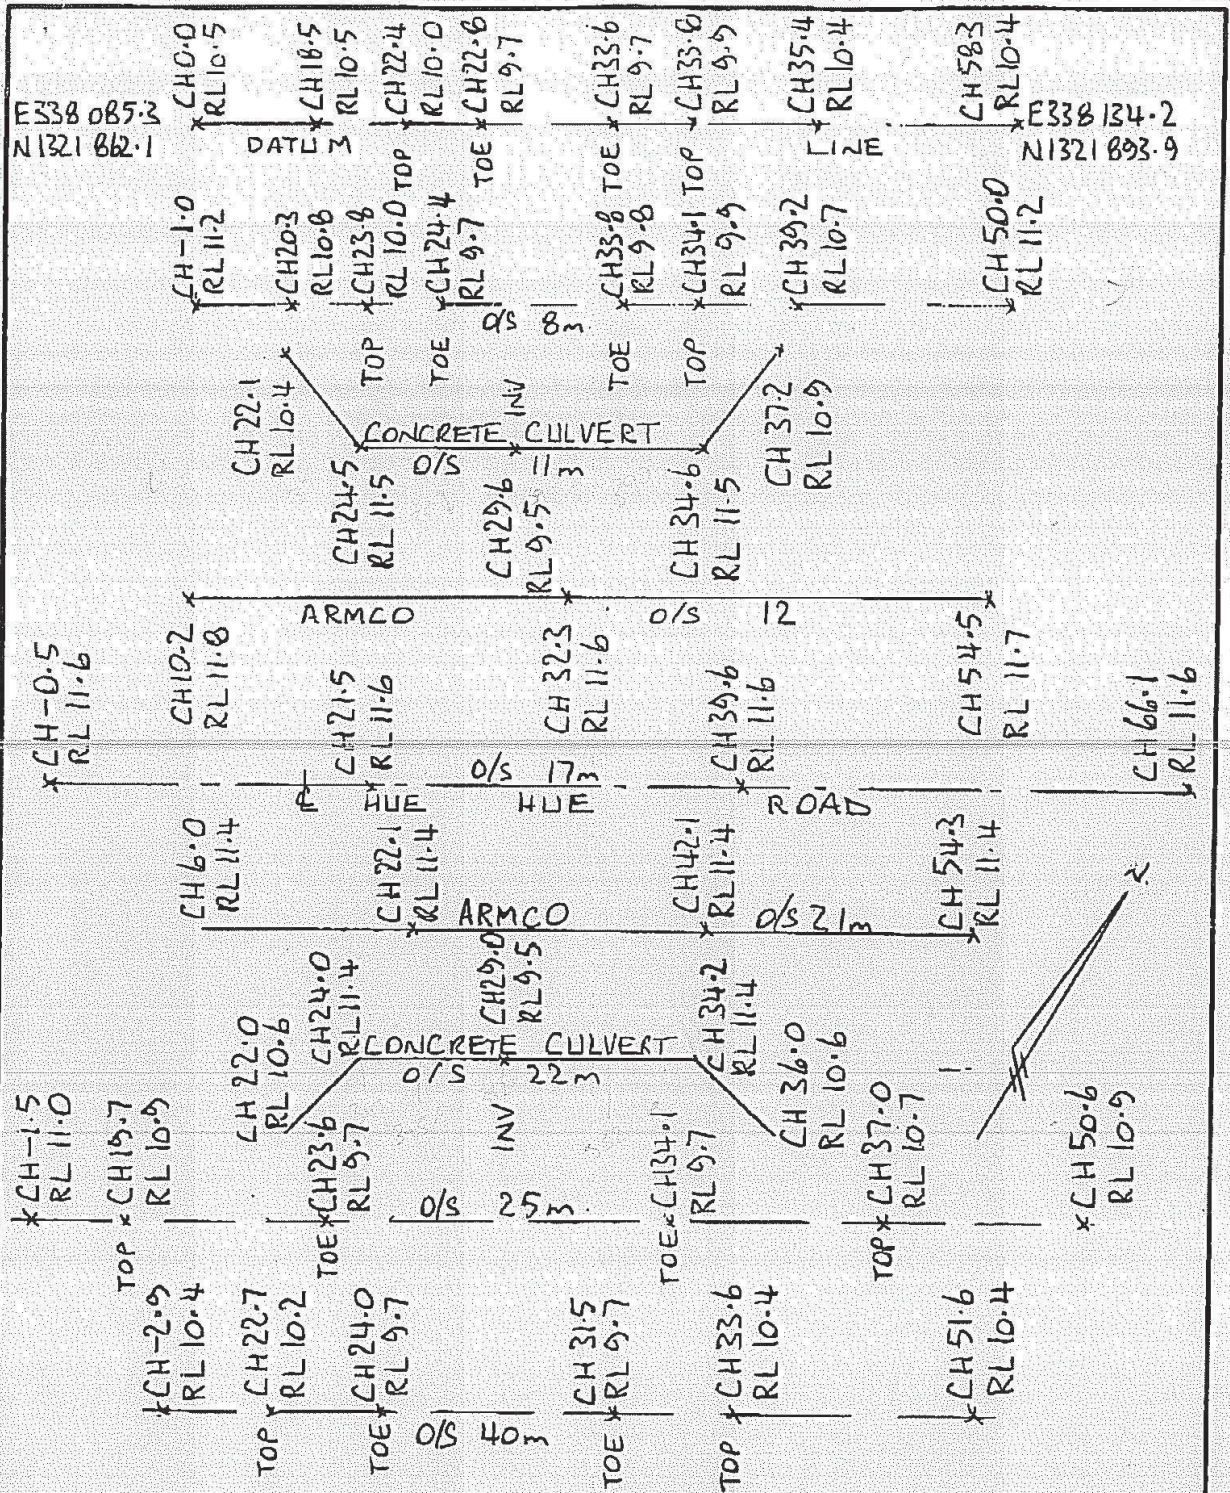 E338 085.3
N1321 862.1
CH0.0
RL10.5
CH18.5
RL10.5
TOP
CH22.4
RL10.0
TOE
CH22.8
RL9.7
TOE
CH33.6
RL9.7
TOP
CH33.8
RL9.9
CH35.4
RL10.4
CH58.3
RL10.4
E338 134.2
N1321 893.9
DATUM
LINE
CH-1.0
RL11.2
CH20.3
RL10.8
TOP
CH23.8
RL10.0
TOE
CH24.4
RL9.7
O/S 8m
TOE
CH33.8
RL9.8
TOP
CH34.1
RL9.9
CH39.2
RL10.7
CH50.0
RL11.2
CH22.1
RL10.4
CONCRETE CULVERT
INV
O/S 11m
CH37.2
RL10.9
CH24.5
RL11.5
CH29.6
RL9.5
CH34.6
RL11.5
ARMCO
O/S 12
CH10.2
RL11.8
CH32.3
RL11.6
CH54.5
RL11.7
CH-0.5
RL11.6
CH21.5
RL11.6
O/S 17m
CH39.6
RL11.6
CH66.1
RL11.6
℄ HUE HUE ROAD
CH6.0
RL11.4
CH22.1
RL11.4
CH42.1
RL11.4
CH54.3
RL11.4
ARMCO
O/S 21m
CH22.0
RL10.6
CH24.0
RL11.4
CH29.0
RL9.5
CH34.2
RL11.4
CH36.0
RL10.6
CONCRETE CULVERT
O/S 22m
INV
CH-1.5
RL11.0
TOP
CH19.7
RL10.9
TOE
CH23.6
RL9.7
O/S 25m
TOE
CH34.1
RL9.7
TOP
CH37.0
RL10.7
CH50.6
RL10.9
CH-2.9
RL10.4
TOP
CH22.7
RL10.2
TOE
CH24.0
RL9.7
O/S 40m
TOE
CH31.5
RL9.7
TOP
CH33.6
RL10.4
CH51.6
RL10.4